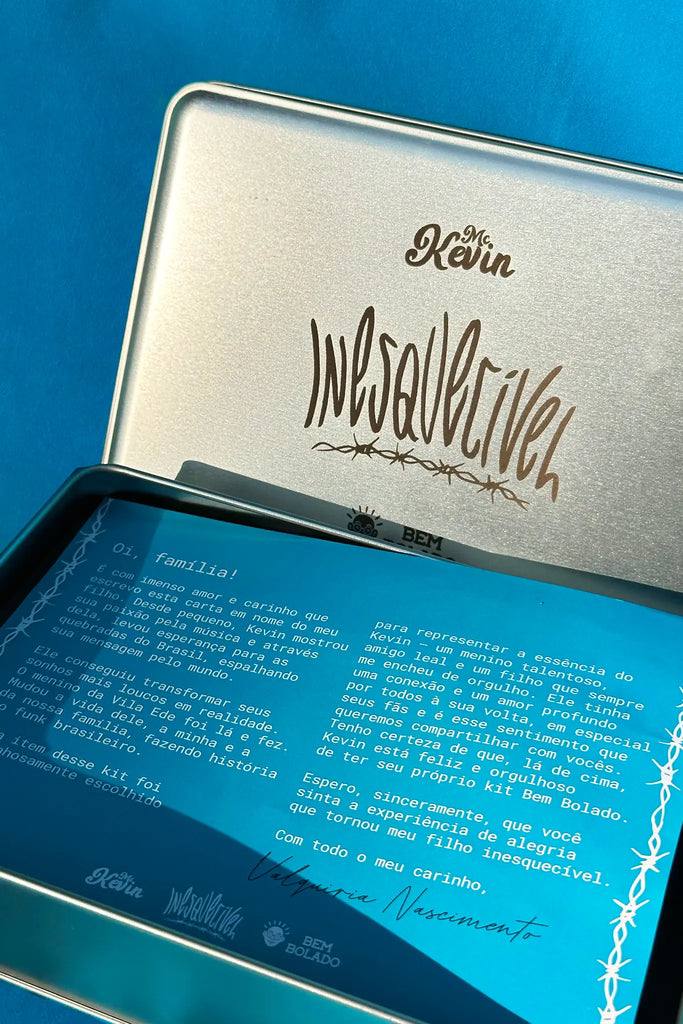 Mc
Kevin
Inesquecível
BEM
Oi, família!
É com imenso amor e carinho que
escrevo esta carta em nome do meu
filho. Desde pequeno, Kevin mostrou
sua paixão pela música e através
dela levou esperança para as
quebradas do Brasil, espalhando
sua mensagem pelo mundo.
Ele conseguiu transformar seus
sonhos mais loucos em realidade.
O menino da Vila Ede foi lá e fez.
Mudou a vida dele, a minha e a
da nossa família, fazendo história
o funk brasileiro.
item desse kit foi
escolhido
para representar a essência do
Kevin — um menino talentoso,
amigo leal e um filho que sempre
me encheu de orgulho. Ele tinha
uma conexão e um amor profundo
por todos à sua volta, em especial
seus fãs e é esse sentimento que
queremos compartilhar com vocês.
Tenho certeza de que, lá de cima,
Kevin está feliz e orgulhoso
de ter seu próprio kit Bem Bolado.
Espero, sinceramente, que você
sinta a experiência de alegria
que tornou meu filho inesquecível.
Com todo o meu carinho,
Valquiria Nascimento
Mc
Kevin
Inesquecível
BEM
BOLADO